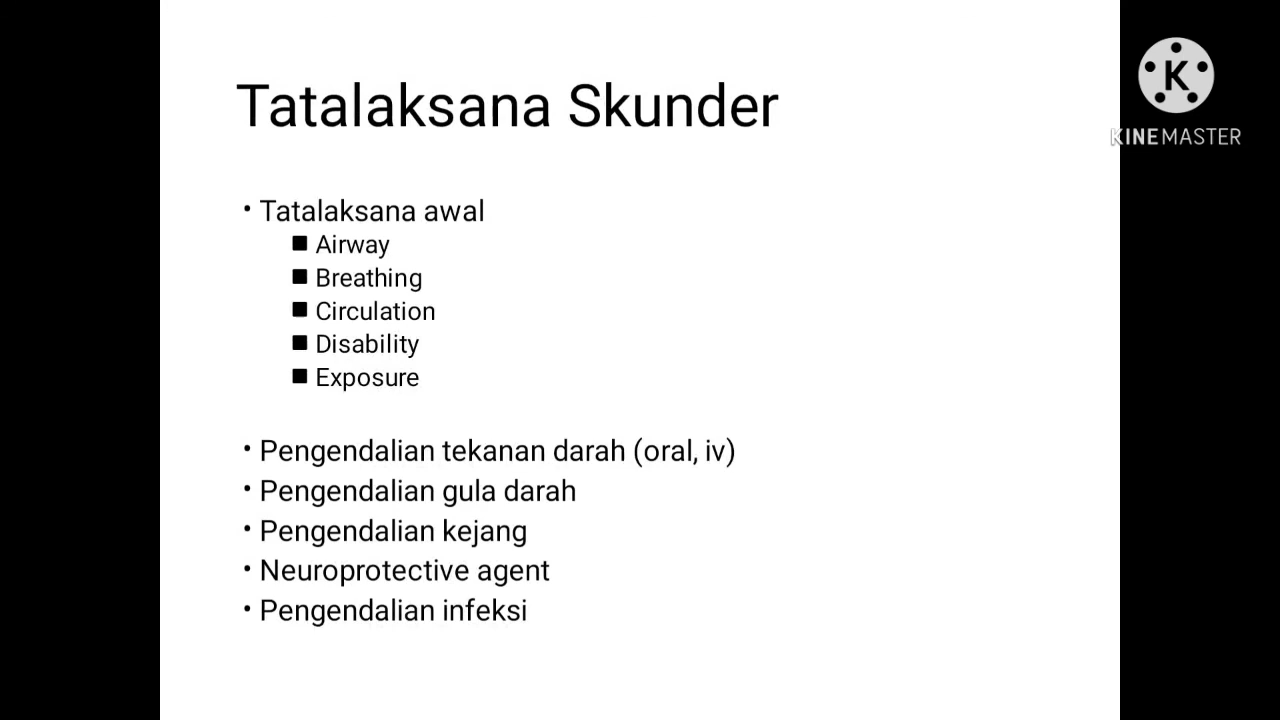 Tatalaksana Skunder
K
KINEMASTER
• Tatalaksana awal
■ Airway
■ Breathing
■ Circulation
■ Disability
■ Exposure
• Pengendalian tekanan darah (oral, iv)
• Pengendalian gula darah
• Pengendalian kejang
• Neuroprotective agent
• Pengendalian infeksi